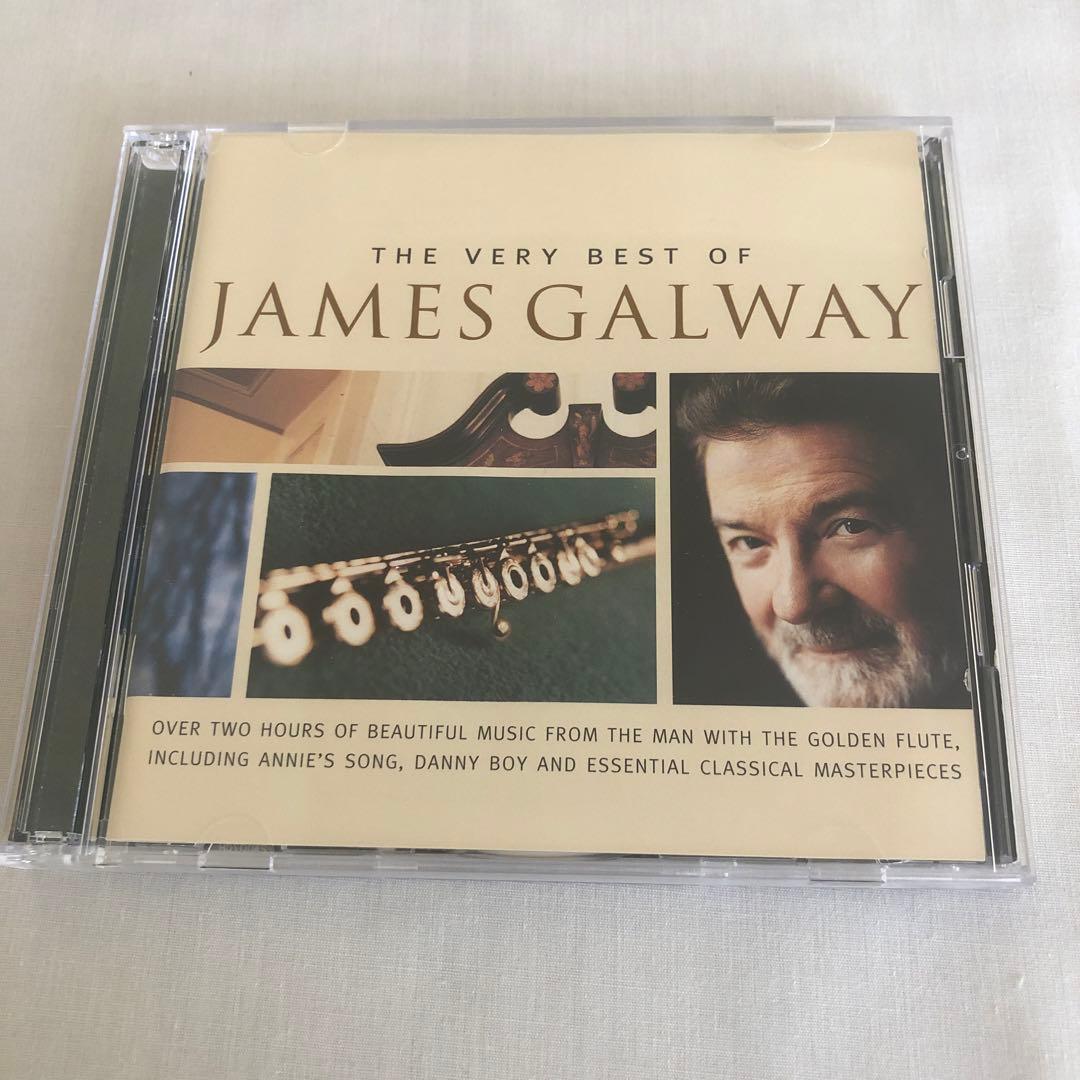 THE VERY BEST OF
JAMES GALWAY
OVER TWO HOURS OF BEAUTIFUL MUSIC FROM THE MAN WITH THE GOLDEN FLUTE,
INCLUDING ANNIE'S SONG, DANNY BOY AND ESSENTIAL CLASSICAL MASTERPIECES